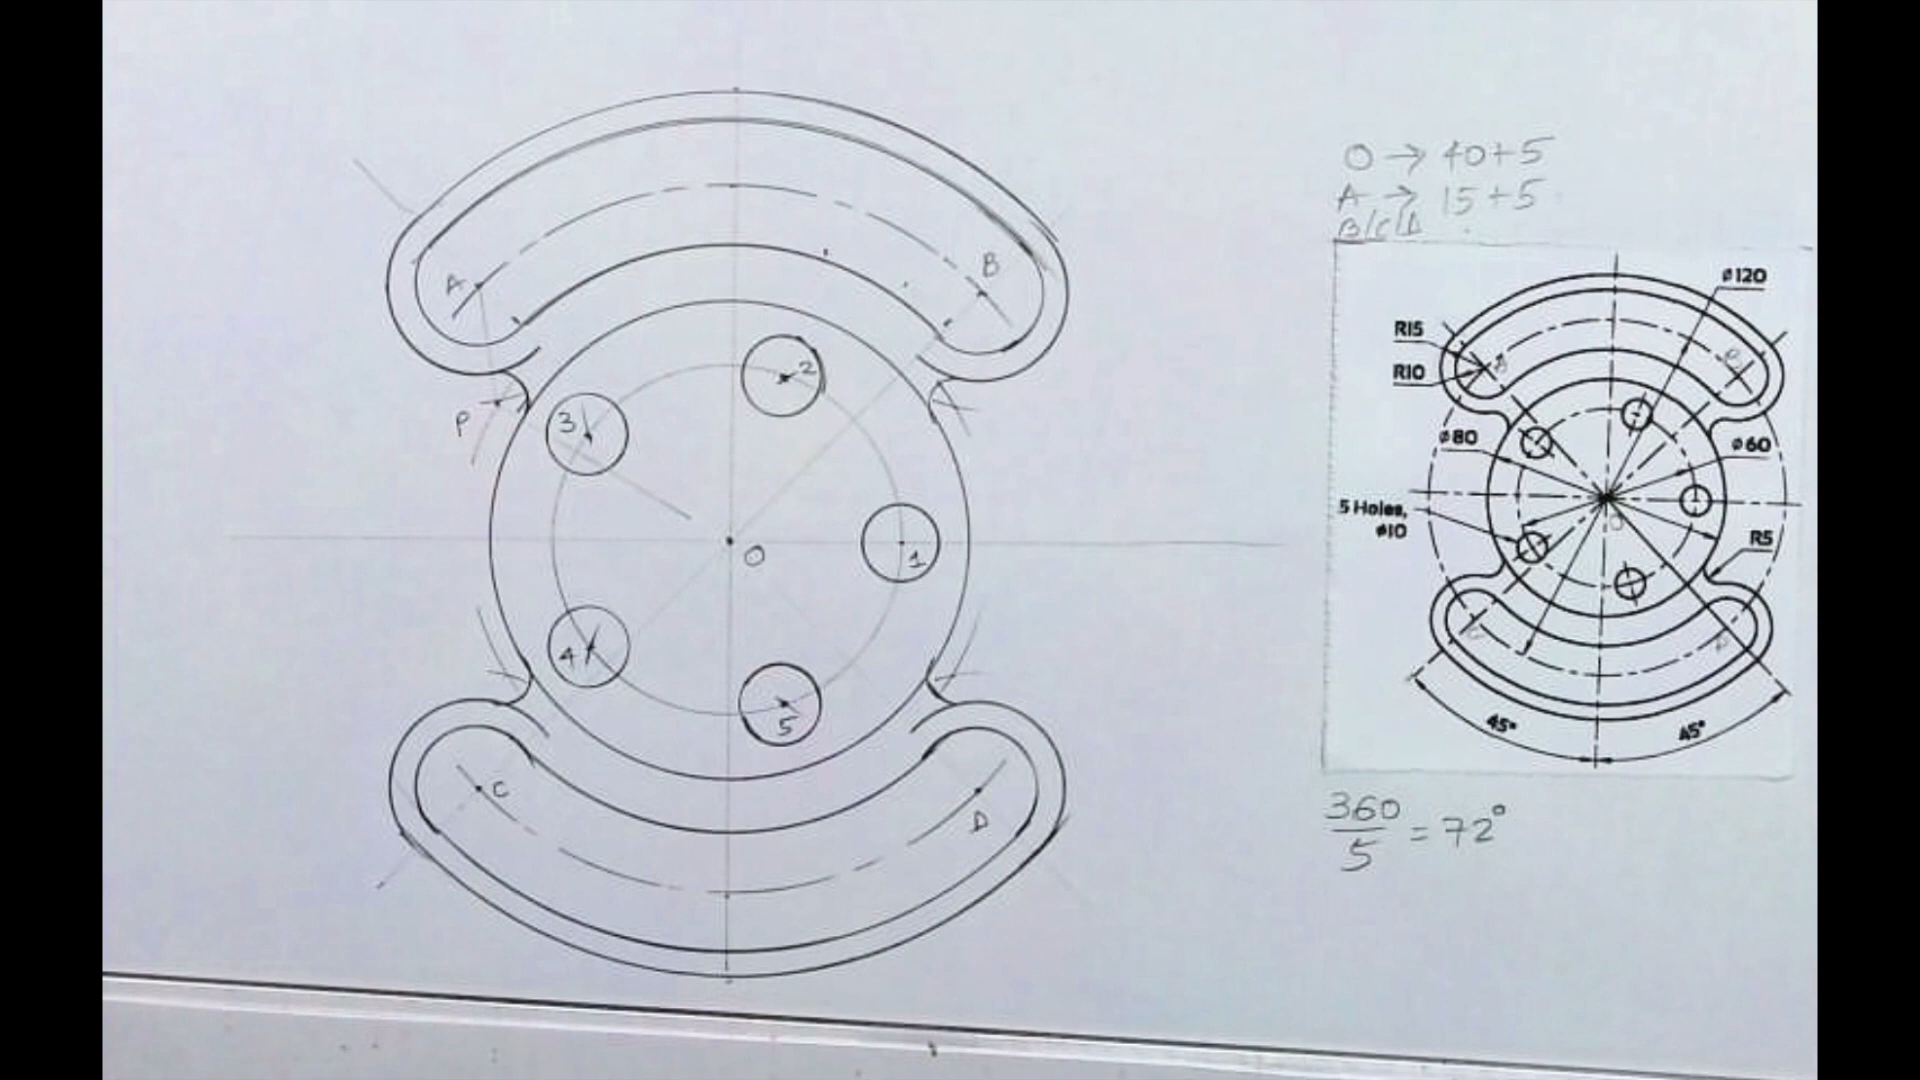 O → 40+5
A → 15+5
B/C/D
ø120
R15
R10
ø80
ø60
5 Holes,
ø10
R5
45°
45°
360
5
= 72°
A
B
P
3
2
O
1
4
5
C
D